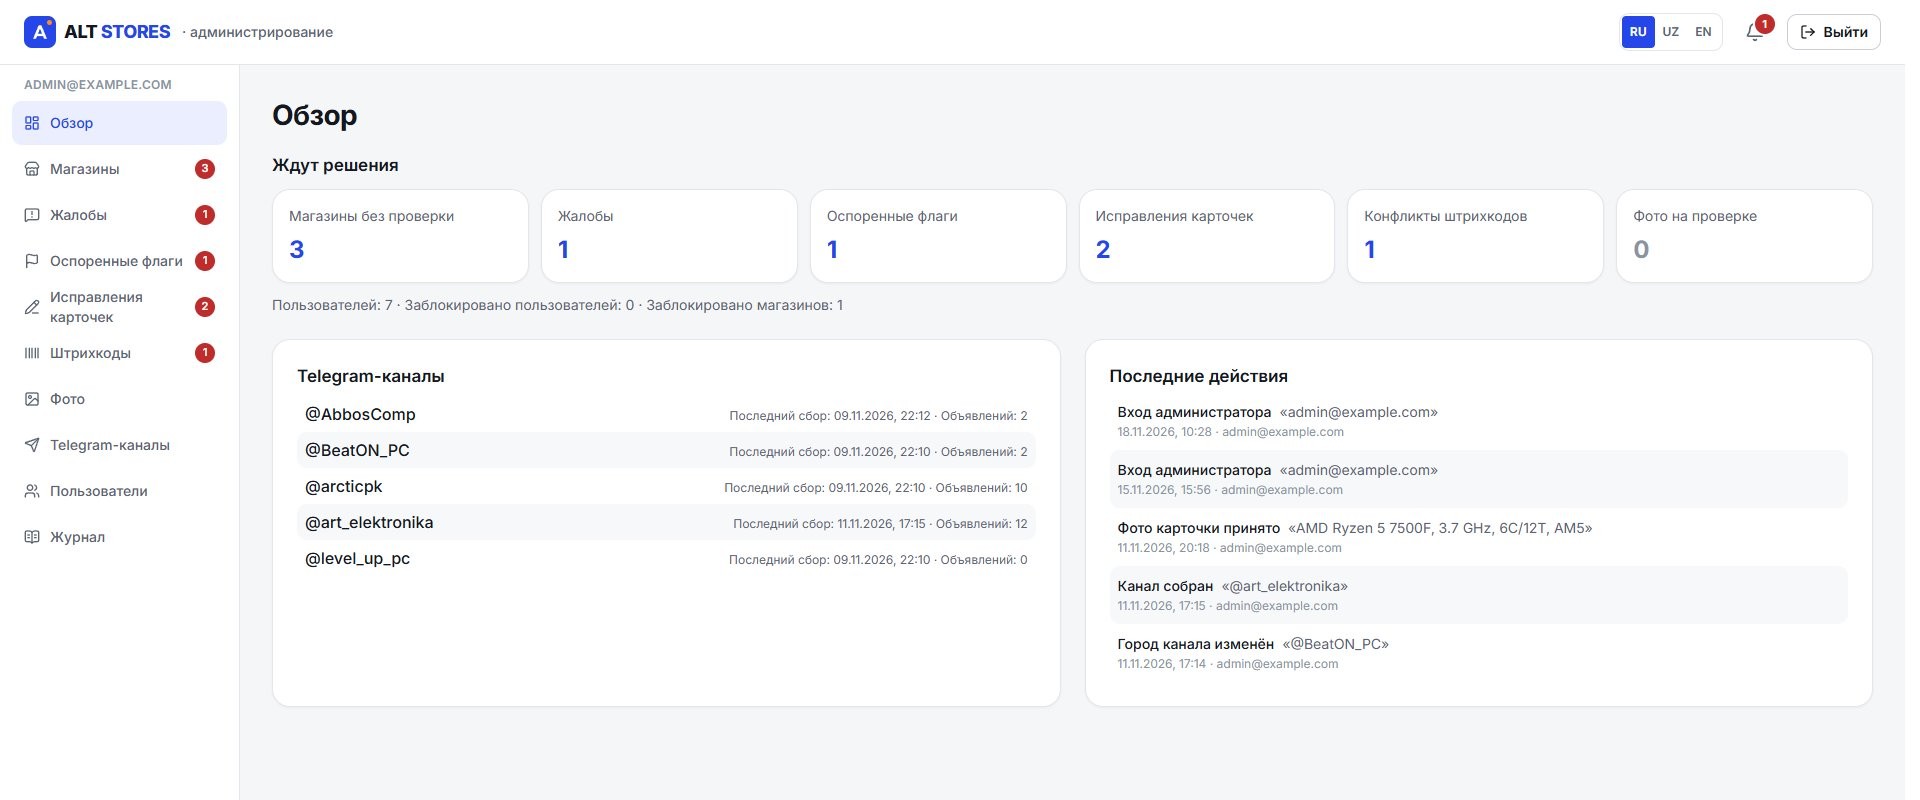 A ALT STORES · администрирование
RU UZ EN
1
Выйти
ADMIN@EXAMPLE.COM
Обзор
Магазины 3
Жалобы 1
Оспоренные флаги 1
Исправления
карточек 2
Штрихкоды 1
Фото
Telegram-каналы
Пользователи
Журнал
Обзор
Ждут решения
Магазины без проверки
3
Жалобы
1
Оспоренные флаги
1
Исправления карточек
2
Конфликты штрихкодов
1
Фото на проверке
0
Пользователей: 7 · Заблокировано пользователей: 0 · Заблокировано магазинов: 1
Telegram-каналы
@AbbosComp Последний сбор: 09.11.2026, 22:12 · Объявлений: 2
@BeatON_PC Последний сбор: 09.11.2026, 22:10 · Объявлений: 2
@arcticpk Последний сбор: 09.11.2026, 22:10 · Объявлений: 10
@art_elektronika Последний сбор: 11.11.2026, 17:15 · Объявлений: 12
@level_up_pc Последний сбор: 09.11.2026, 22:10 · Объявлений: 0
Последние действия
Вход администратора «admin@example.com»
18.11.2026, 10:28 · admin@example.com
Вход администратора «admin@example.com»
15.11.2026, 15:56 · admin@example.com
Фото карточки принято «AMD Ryzen 5 7500F, 3.7 GHz, 6C/12T, AM5»
11.11.2026, 20:18 · admin@example.com
Канал собран «@art_elektronika»
11.11.2026, 17:15 · admin@example.com
Город канала изменён «@BeatON_PC»
11.11.2026, 17:14 · admin@example.com